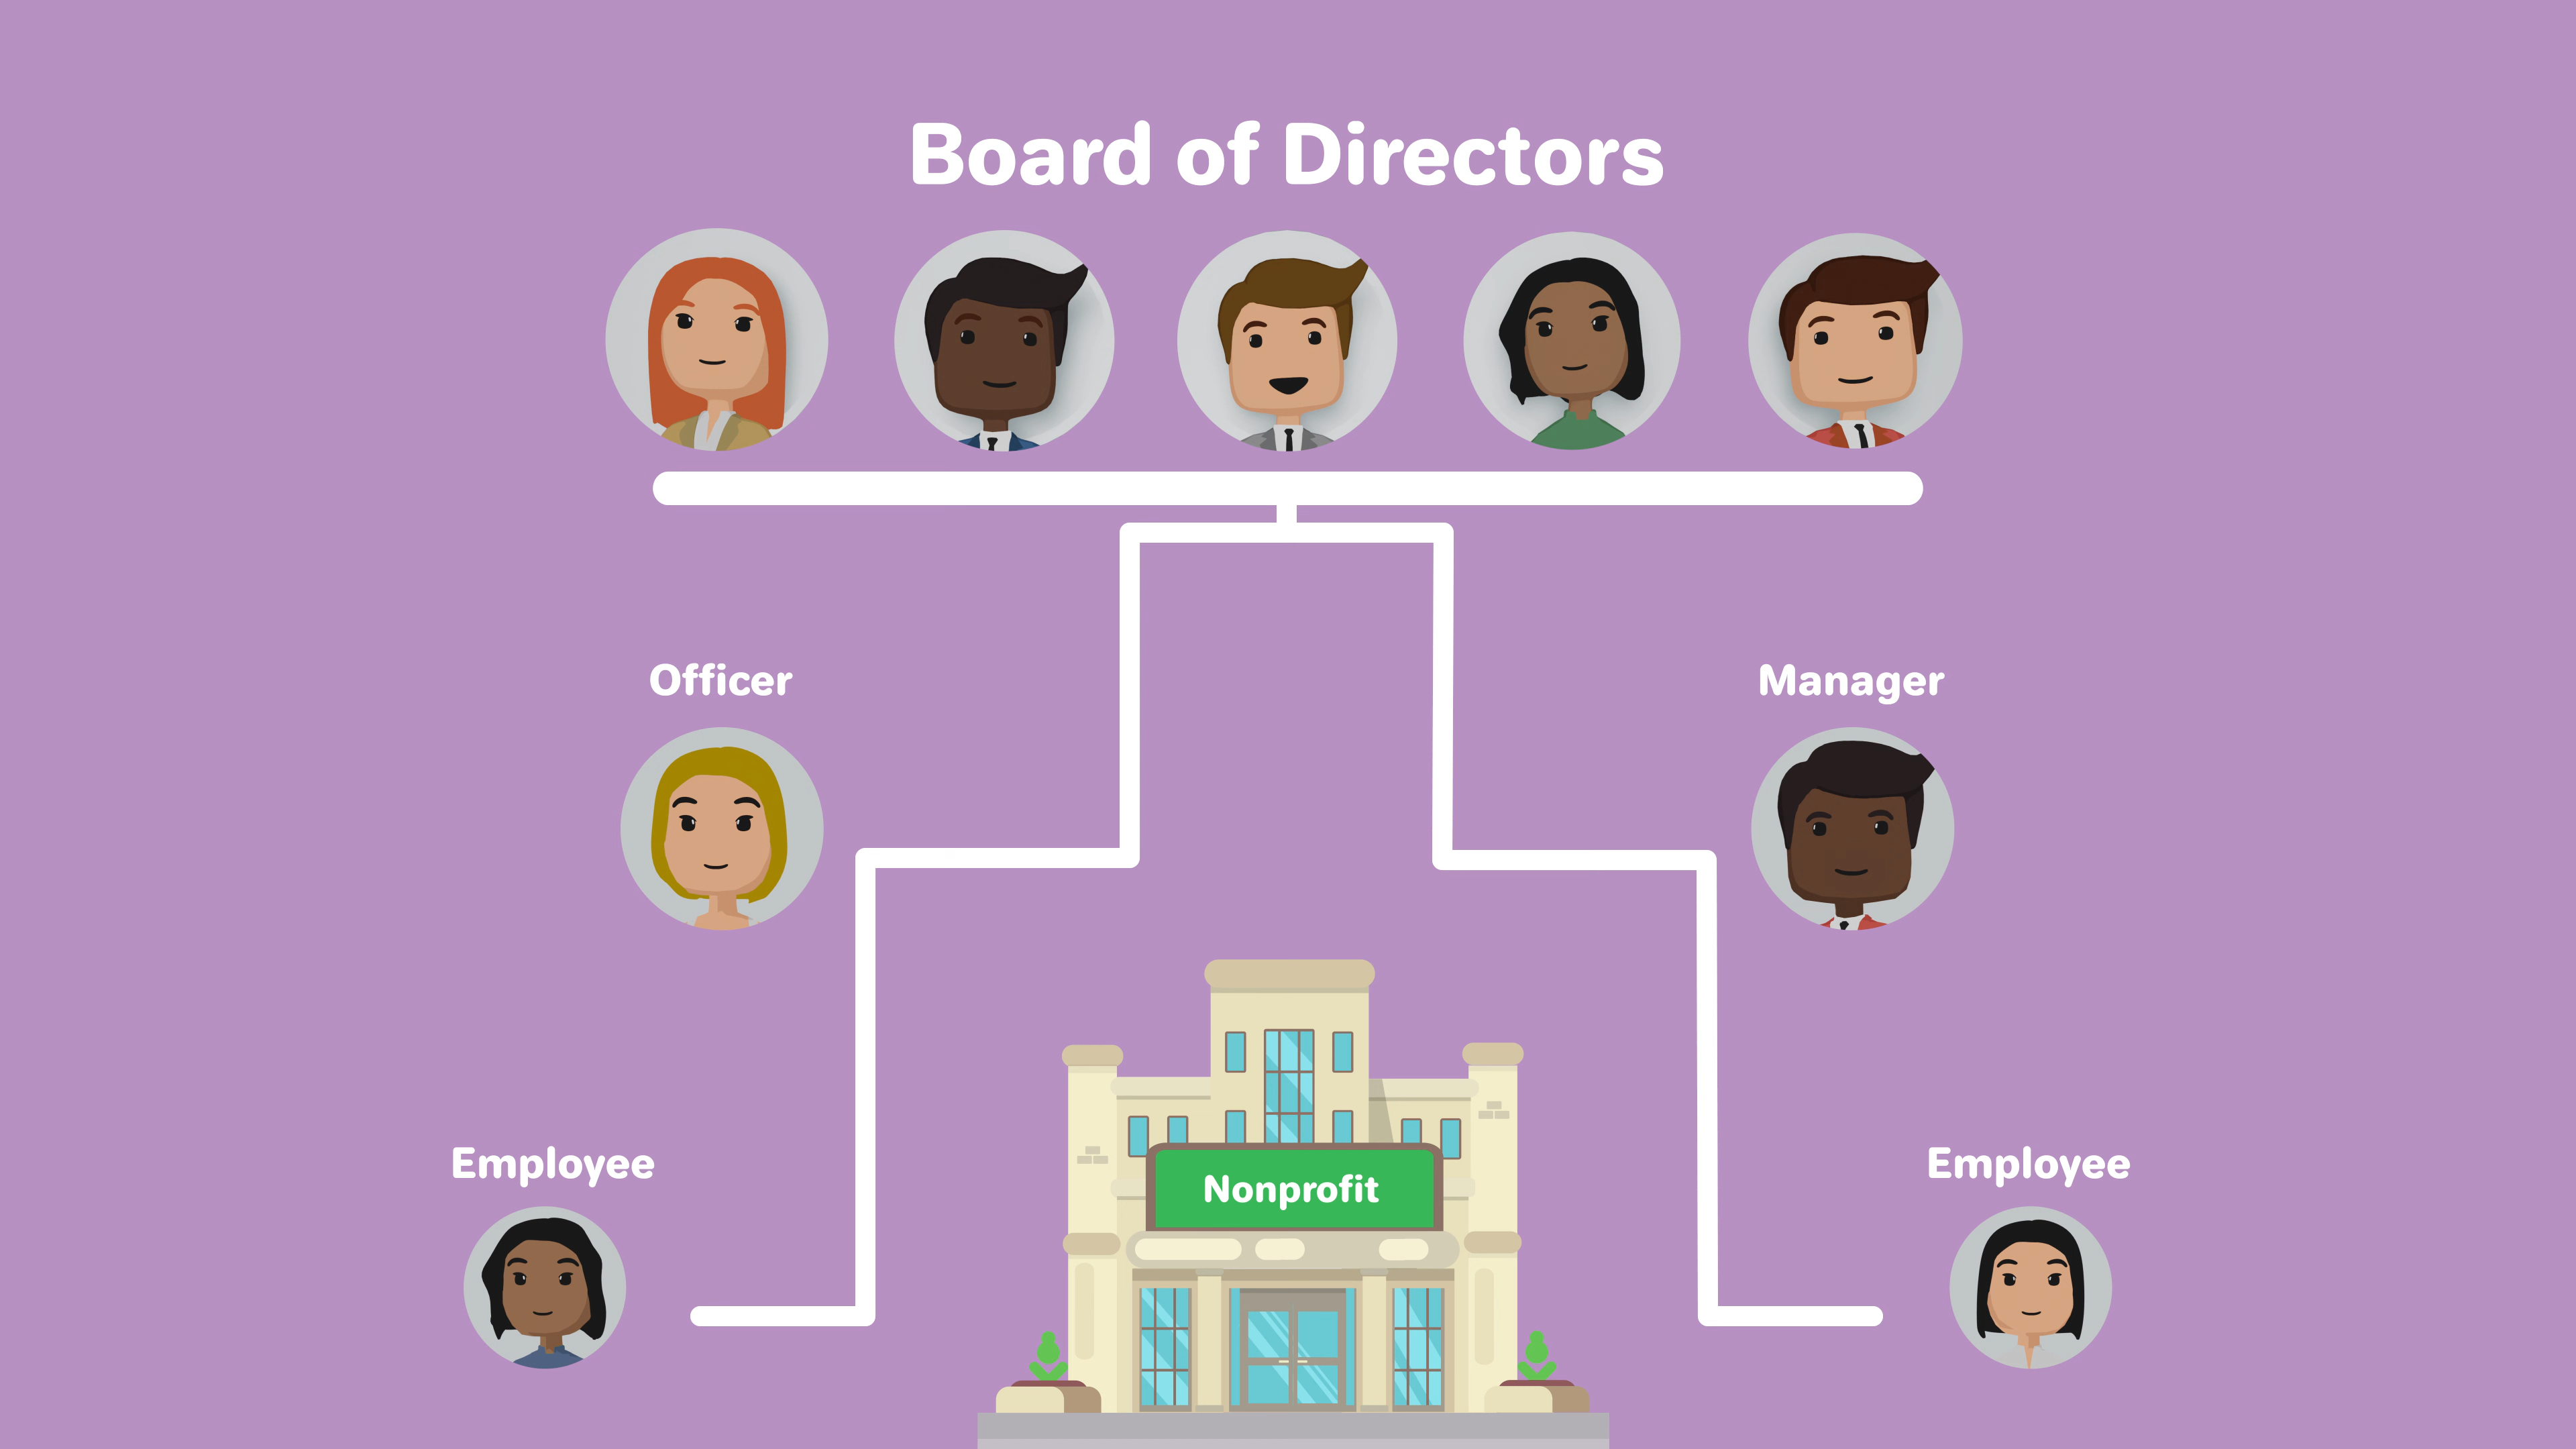 Board of Directors
Officer
Manager
Employee
Employee
Nonprofit